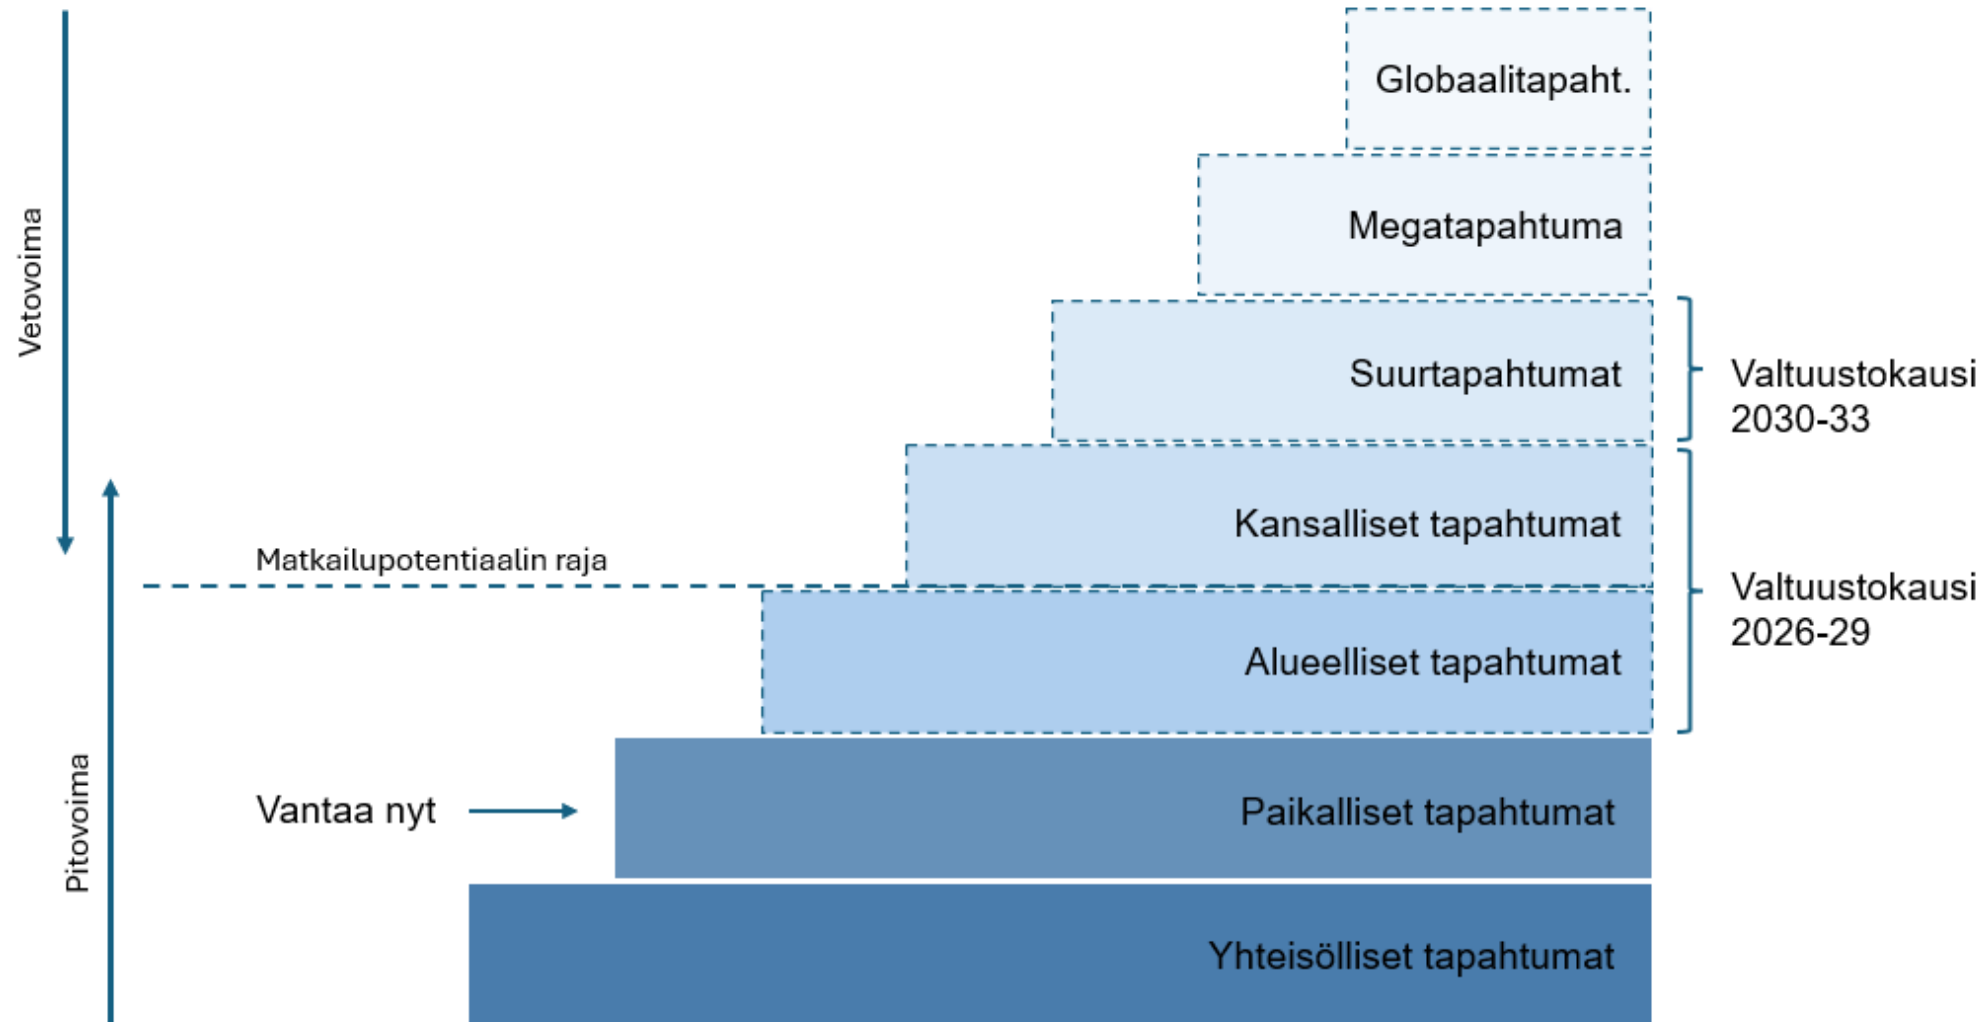 Globaalitapaht.
Megatapahtuma
Vetovoima
Suurtapahtumat
Valtuustokausi
2030-33
Kansalliset tapahtumat
Matkailupotentiaalin raja
Valtuustokausi
2026-29
Alueelliset tapahtumat
Pitovoima
Vantaa nyt
Paikalliset tapahtumat
Yhteisölliset tapahtumat